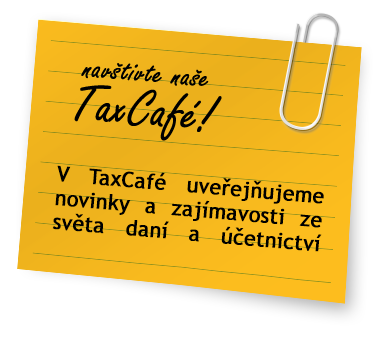 navštivte naše
TaxCafé!
V TaxCafé uveřejňujeme
novinky a zajímavosti ze
světa daní a účetnictví